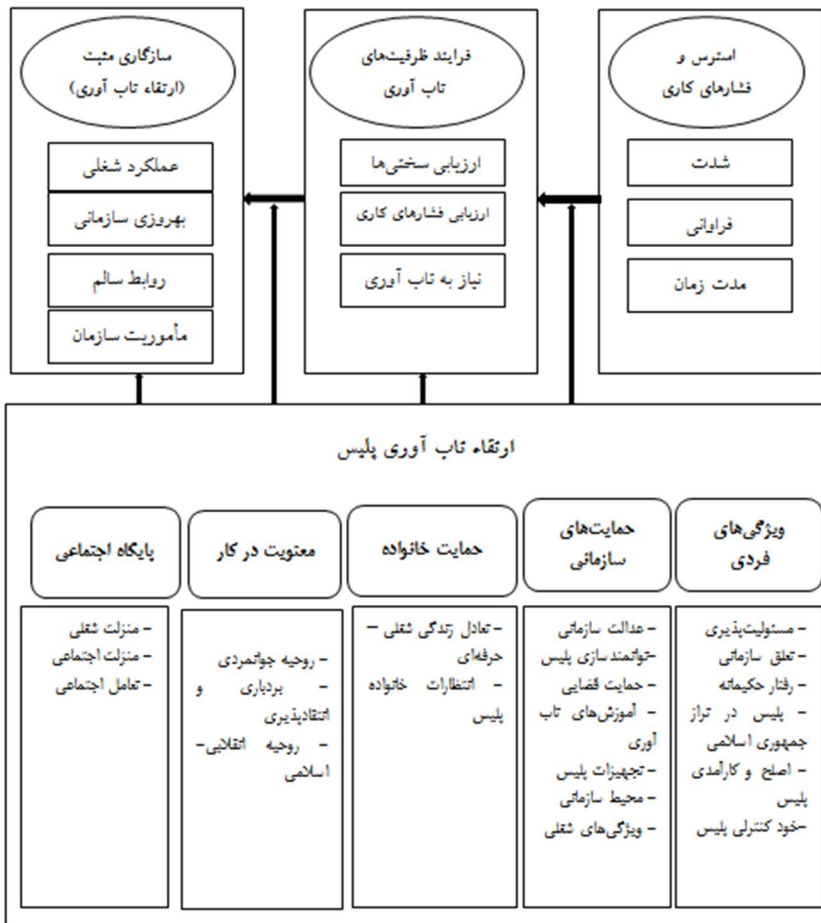 استرس و
فشارهای کاری
شدت
فراوانی
مدت زمان
فرایند ظرفیت‌های
تاب آوری
ارزیابی سختی‌ها
ارزیابی فشارهای کاری
نیاز به تاب آوری
سازگاری مثبت
(ارتقاء تاب آوری)
عملکرد شغلی
بهروزی سازمانی
روابط سالم
مأموریت سازمان
ارتقاء تاب آوری پلیس
ویژگی‌های
فردی
- مسئولیت‌پذیری
- تعلق سازمانی
- رفتار حکیمانه
- پلیس در تراز
جمهوری اسلامی
- اصلح و کارآمدی
پلیس
-خود کنترلی پلیس
حمایت‌های
سازمانی
- عدالت سازمانی
-توانمندسازی پلیس
- حمایت قضایی
- آموزش‌های تاب
آوری
- تجهیزات پلیس
- محیط سازمانی
- ویژگی‌های شغلی
حمایت خانواده
- تعادل زندگی شغلی –
حرفه‌ای
- انتظارات خانواده
پلیس
معنویت در کار
- روحیه جوانمردی
- بردباری و
انتقادپذیری
- روحیه انقلابی-
اسلامی
پایگاه اجتماعی
- منزلت شغلی
- منزلت اجتماعی
- تعامل اجتماعی